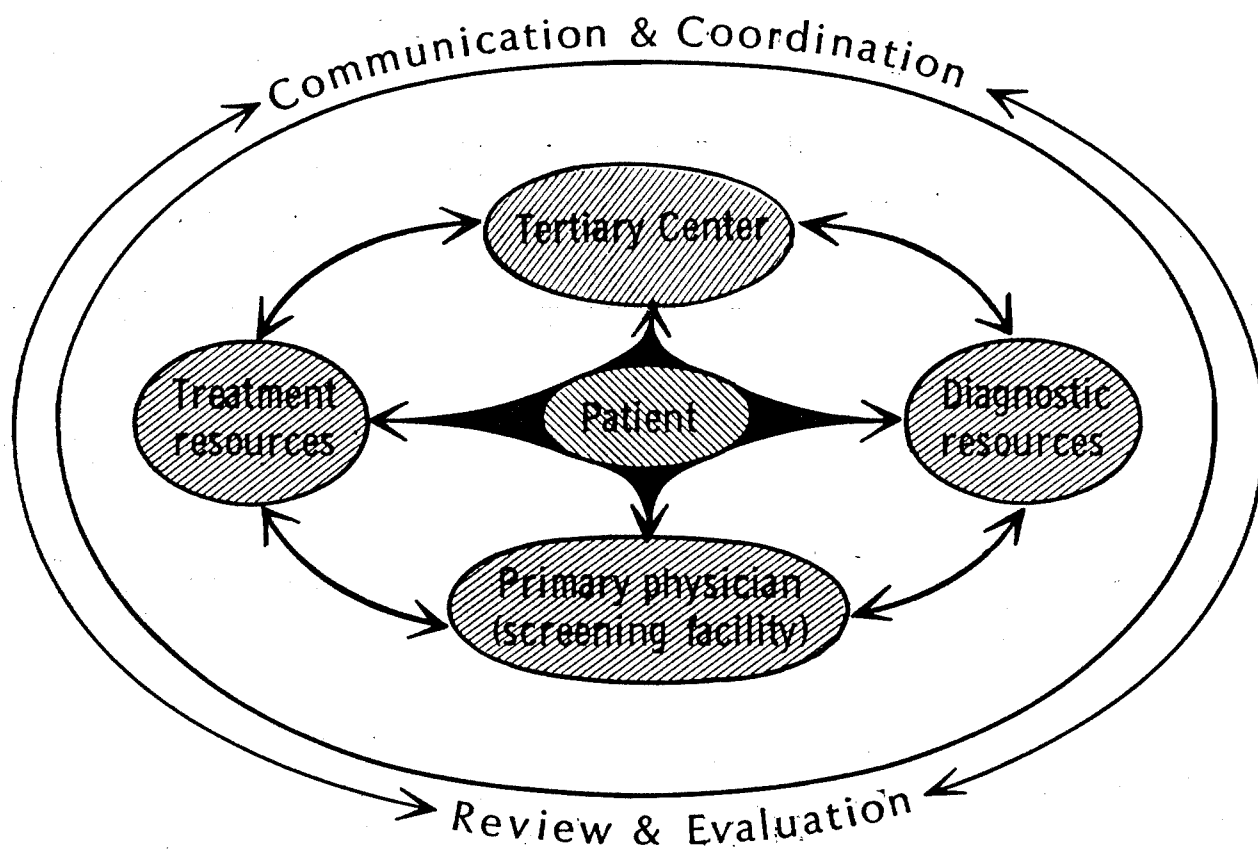 Communication & Coordination
Tertiary Center
Treatment
resources
Patient
Diagnostic
resources
Primary physician
(screening facility)
Review & Evaluation